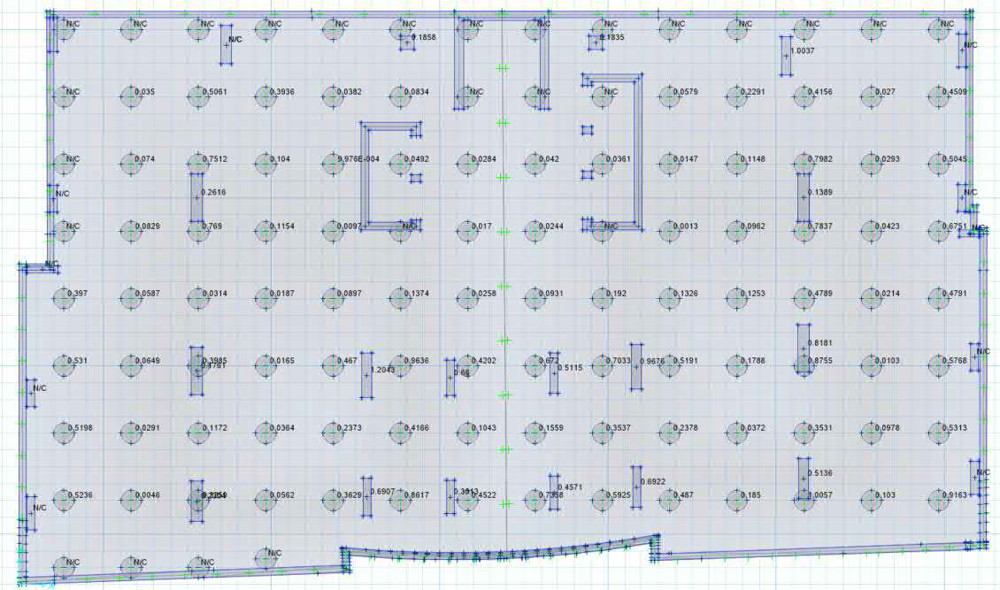 N/C N/C N/C N/C N/C N/C N/C N/C N/C N/C N/C N/C N/C N/C
N/C 0.1858 0.1835 1.0037 N/C
N/C 0.035 0.5061 0.3936 0.0382 0.0834 N/C N/C N/C 0.0579 0.2291 0.4156 0.027 0.4509
N/C 0.074 0.7512 0.104 9.976E-004 0.0492 0.0284 0.042 0.0361 0.0147 0.1148 0.7982 0.0293 0.5045
N/C 0.2616 0.1389 N/C
N/C 0.0829 0.769 0.1154 0.0097 N/C 0.017 0.0244 N/C 0.0013 0.0962 0.7837 0.0423 0.6751 N/C
N/C
0.397 0.0587 0.0314 0.0187 0.0897 0.1374 0.0258 0.0931 0.192 0.1326 0.1253 0.4789 0.0214 0.4791
0.8181
0.531 0.0649 0.3985 0.0165 0.467 0.9636 0.4202 0.672 0.7033 0.9676 0.5191 0.1788 0.8755 0.0103 0.5768 N/C
1.2043 0.66 0.5115
N/C
0.5198 0.0291 0.1172 0.0364 0.2373 0.4166 0.1043 0.1559 0.3537 0.2378 0.0372 0.3531 0.0978 0.5313
0.6907 0.3913 0.4571 0.6922 0.5136 N/C
0.5236 0.0046 0.0562 0.3629 0.8617 0.4522 0.7358 0.5925 0.487 0.185 1.0057 0.103 0.9163
N/C
N/C N/C N/C N/C